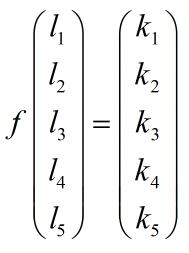 f(l₁ l₂ l₃ l₄ l₅) = (k₁ k₂ k₃ k₄ k₅)